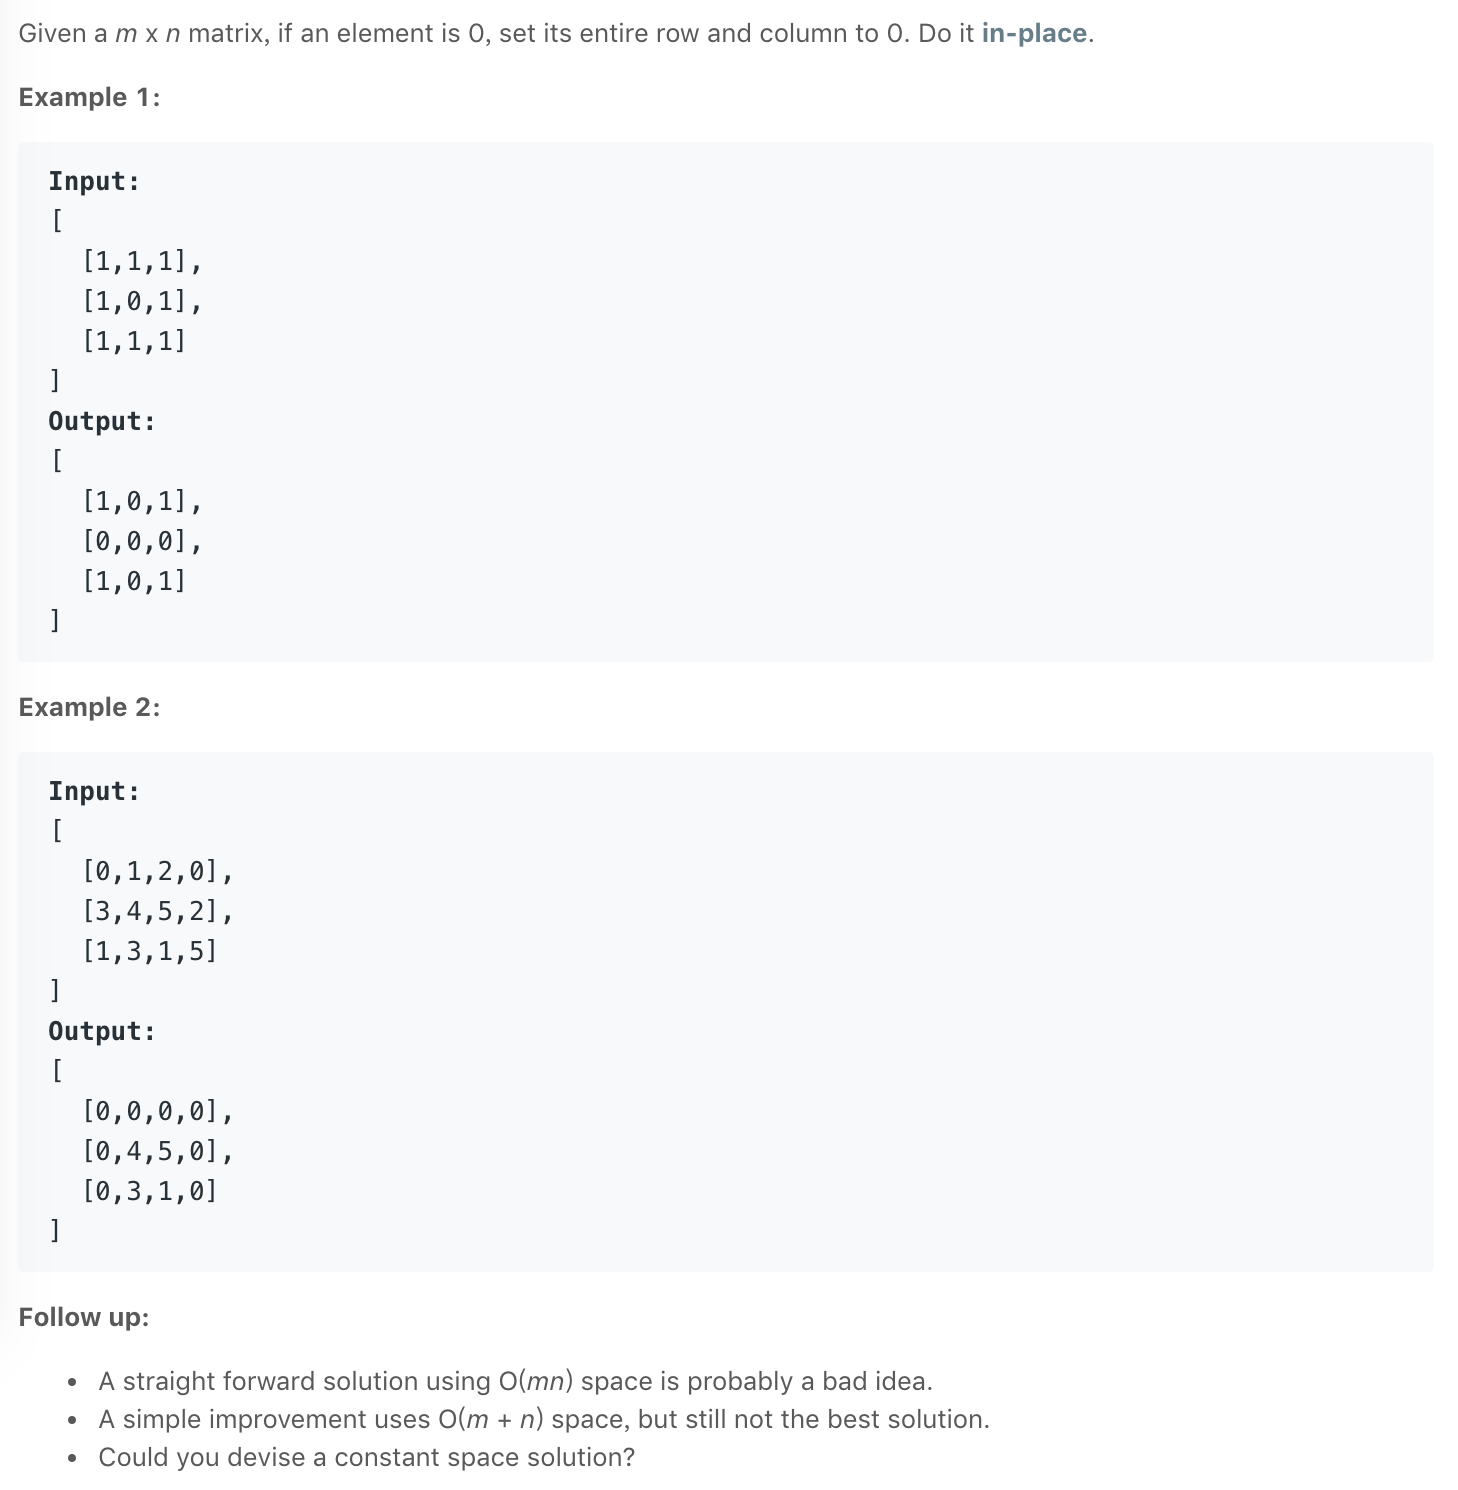 Given a m x n matrix, if an element is 0, set its entire row and column to 0. Do it in-place.
Example 1:
Input:
[
  [1,1,1],
  [1,0,1],
  [1,1,1]
]
Output:
[
  [1,0,1],
  [0,0,0],
  [1,0,1]
]
Example 2:
Input:
[
  [0,1,2,0],
  [3,4,5,2],
  [1,3,1,5]
]
Output:
[
  [0,0,0,0],
  [0,4,5,0],
  [0,3,1,0]
]
Follow up:
• A straight forward solution using O(mn) space is probably a bad idea.
• A simple improvement uses O(m + n) space, but still not the best solution.
• Could you devise a constant space solution?